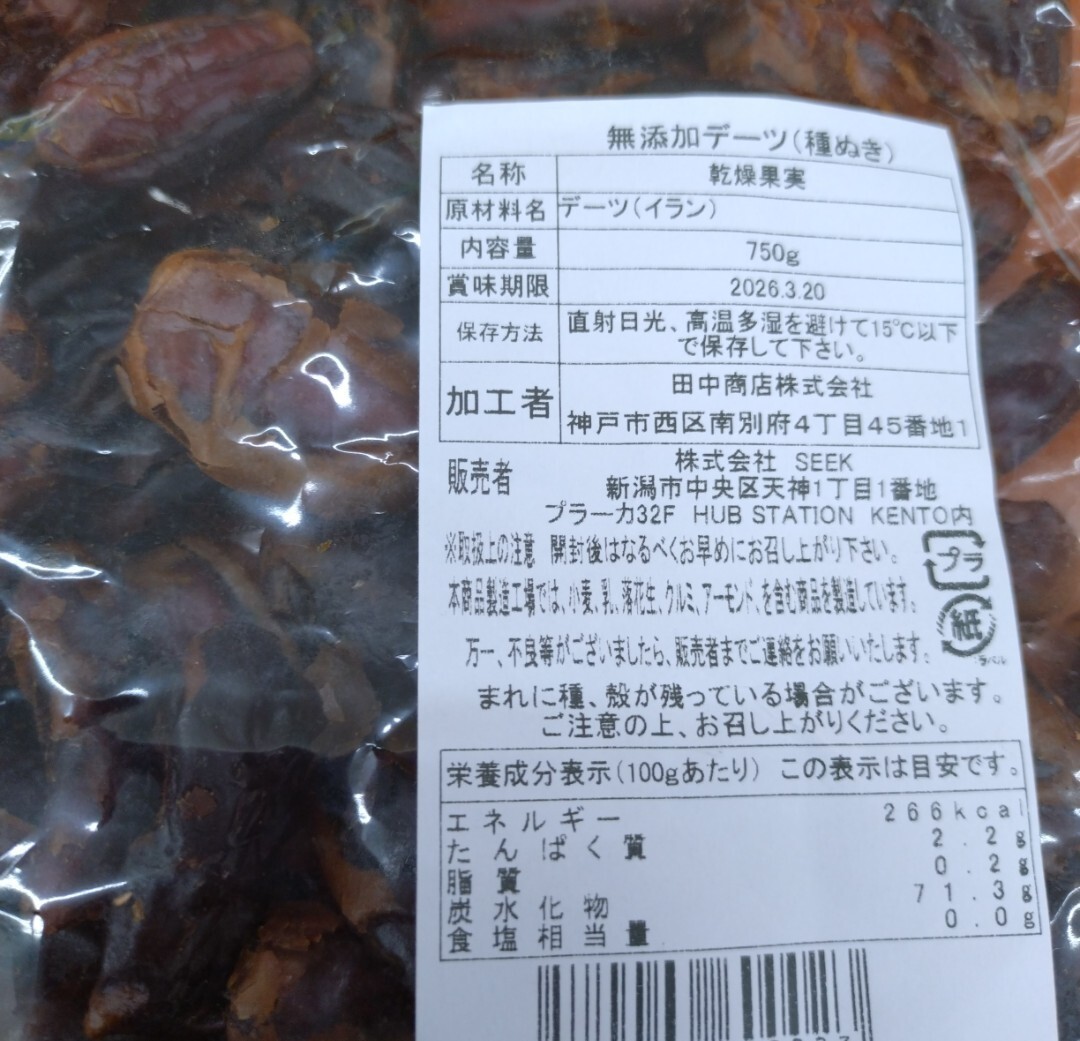 無添加デーツ(種ぬき)
名称 乾燥果実
原材料名 デーツ(イラン)
内容量 750g
賞味期限 2026.3.20
保存方法 直射日光、高温多湿を避けて15℃以下
で保存して下さい。
加工者 田中商店株式会社
神戸市西区南別府4丁目45番地1
販売者 株式会社 SEEK
新潟市中央区天神1丁目1番地
プラーカ32F HUB STATION KENTO内
※取扱上の注意 開封後はなるべくお早めにお召し上がり下さい。
本商品製造工場では、小麦、乳、落花生、クルミ、アーモンド、を含む商品を製造しています。
万一、不良等がございましたら、販売者までご連絡をお願いいたします。
プラ
紙
ラベル
まれに種、殻が残っている場合がございます。
ご注意の上、お召し上がりください。
栄養成分表示(100gあたり) この表示は目安です。
エネルギー 266kcal
たんぱく質 2.2g
脂質 0.2g
炭水化物 71.3g
食塩相当量 0.0g